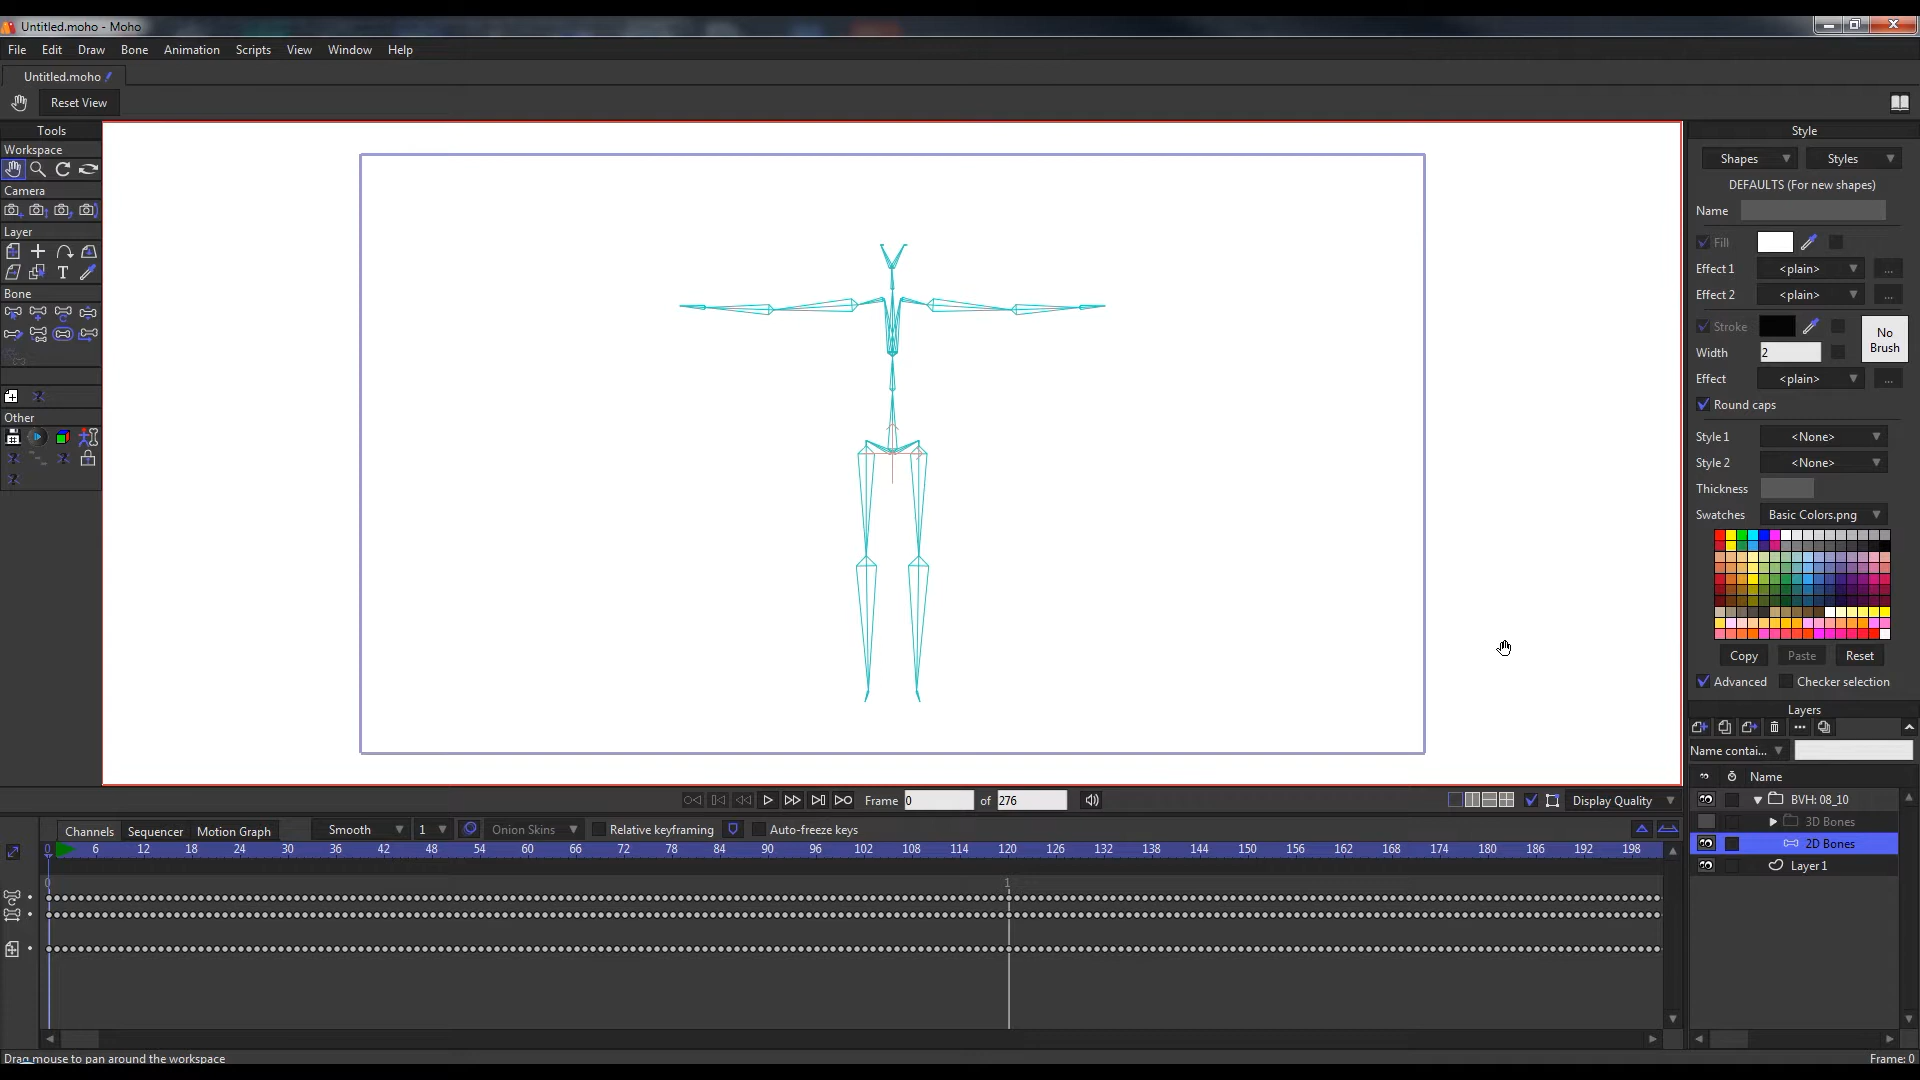 Untitled.moho - Moho
File Edit Draw Bone Animation Scripts View Window Help
Untitled.moho
Reset View
Tools
Workspace
Camera
Layer
T
Bone
Other
Style
Shapes Styles
DEFAULTS (For new shapes)
Name
Fill
Effect 1 <plain> ...
Effect 2 <plain> ...
Stroke
No Brush
Width 2
Effect <plain> ...
Round caps
Style 1 <None>
Style 2 <None>
Thickness
Swatches Basic Colors.png
Copy Paste Reset
Advanced Checker selection
Layers
Name contai...
Name
BVH: 08_10
3D Bones
2D Bones
Layer 1
Frame 0 of 276 Display Quality
Channels Sequencer Motion Graph Smooth 1 Onion Skins Relative keyframing Auto-freeze keys
0 6 12 18 24 30 36 42 48 54 60 66 72 78 84 90 96 102 108 114 120 126 132 138 144 150 156 162 168 174 180 186 192 198
0 1
Drag mouse to pan around the workspace Frame: 0